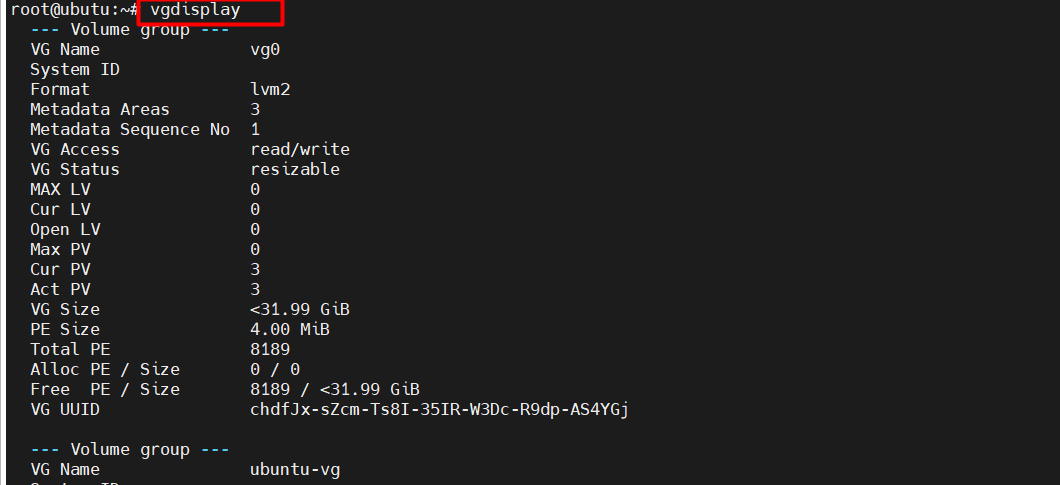 root@ubutu:~# vgdisplay
--- Volume group ---
VG Name vg0
System ID
Format lvm2
Metadata Areas 3
Metadata Sequence No 1
VG Access read/write
VG Status resizable
MAX LV 0
Cur LV 0
Open LV 0
Max PV 0
Cur PV 3
Act PV 3
VG Size <31.99 GiB
PE Size 4.00 MiB
Total PE 8189
Alloc PE / Size 0 / 0
Free PE / Size 8189 / <31.99 GiB
VG UUID chdfJx-sZcm-Ts8I-35IR-W3Dc-R9dp-AS4YGj
--- Volume group ---
VG Name ubuntu-vg